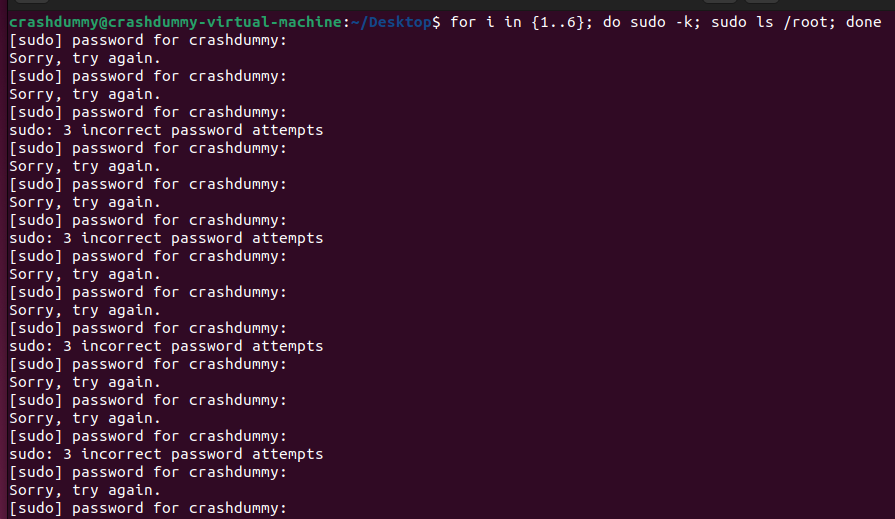 crashdummy@crashdummy-virtual-machine:~/Desktop$ for i in {1..6}; do sudo -k; sudo ls /root; done
[sudo] password for crashdummy:
Sorry, try again.
[sudo] password for crashdummy:
Sorry, try again.
[sudo] password for crashdummy:
sudo: 3 incorrect password attempts
[sudo] password for crashdummy:
Sorry, try again.
[sudo] password for crashdummy:
Sorry, try again.
[sudo] password for crashdummy:
sudo: 3 incorrect password attempts
[sudo] password for crashdummy:
Sorry, try again.
[sudo] password for crashdummy:
Sorry, try again.
[sudo] password for crashdummy:
sudo: 3 incorrect password attempts
[sudo] password for crashdummy:
Sorry, try again.
[sudo] password for crashdummy:
Sorry, try again.
[sudo] password for crashdummy:
sudo: 3 incorrect password attempts
[sudo] password for crashdummy:
Sorry, try again.
[sudo] password for crashdummy: